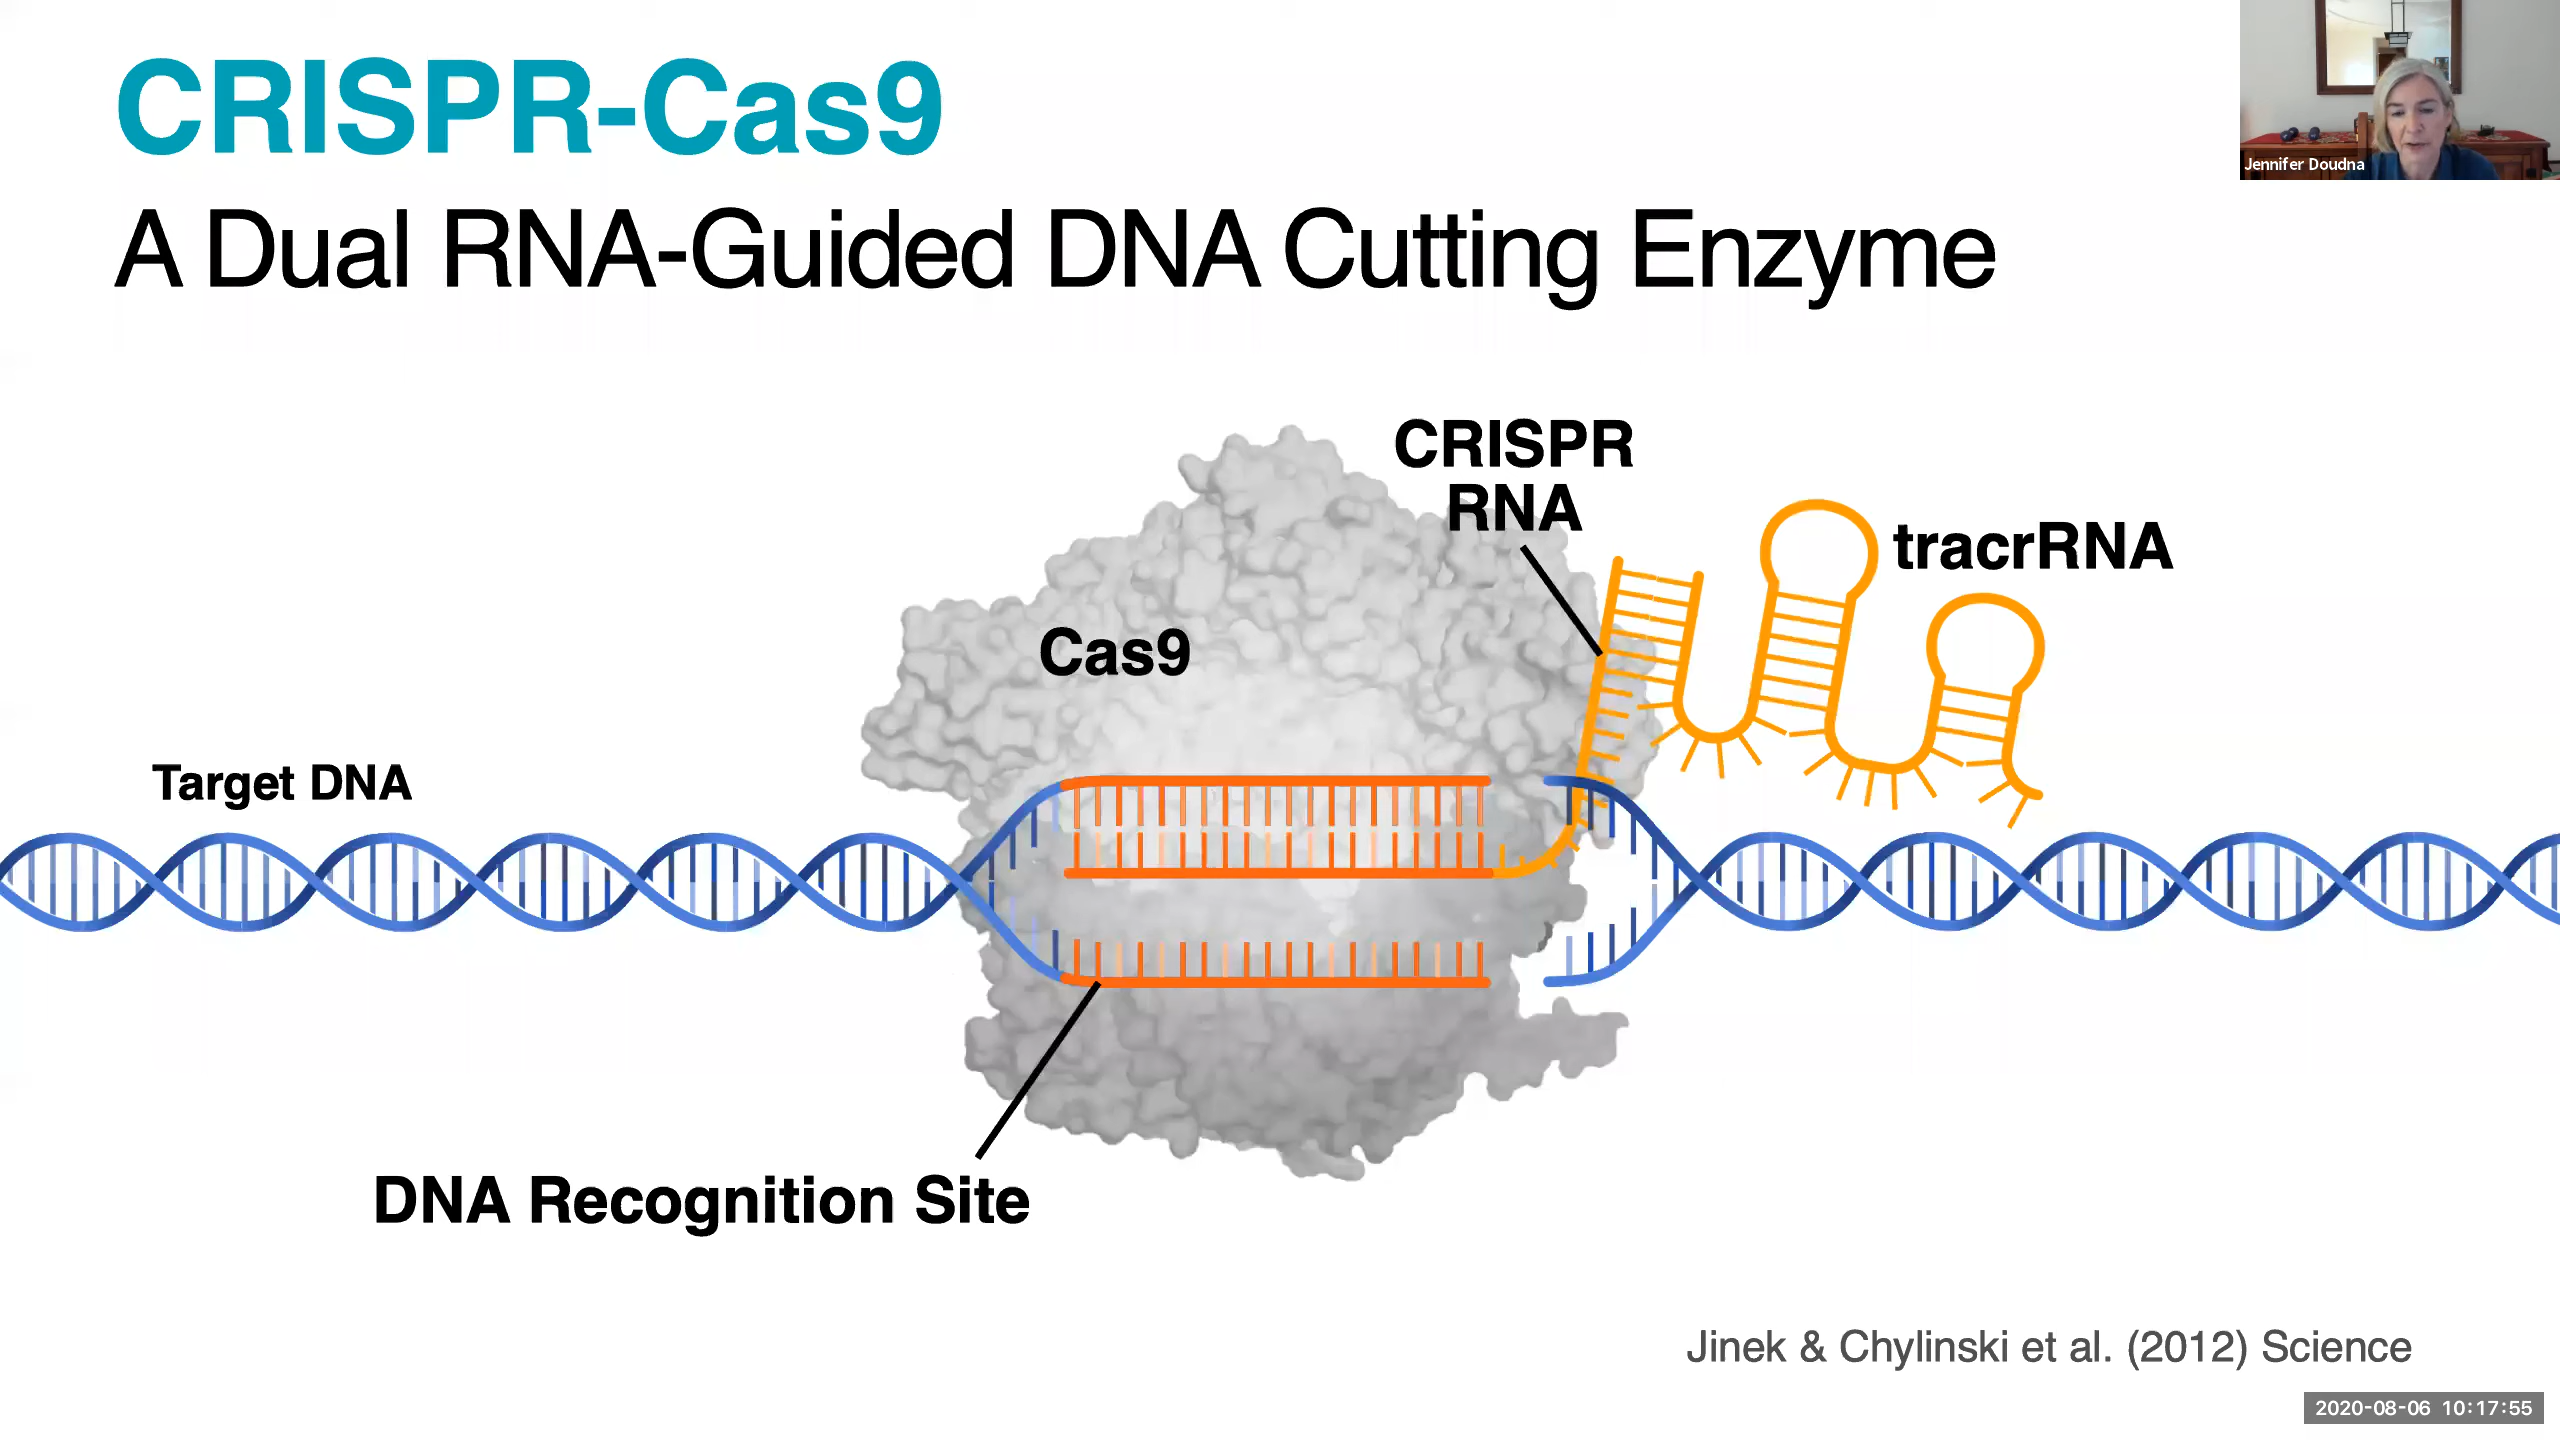 CRISPR-Cas9
A Dual RNA-Guided DNA Cutting Enzyme
Jennifer Doudna
CRISPR
RNA
tracrRNA
Cas9
Target DNA
DNA Recognition Site
Jinek & Chylinski et al. (2012) Science
2020-08-06 10:17:55